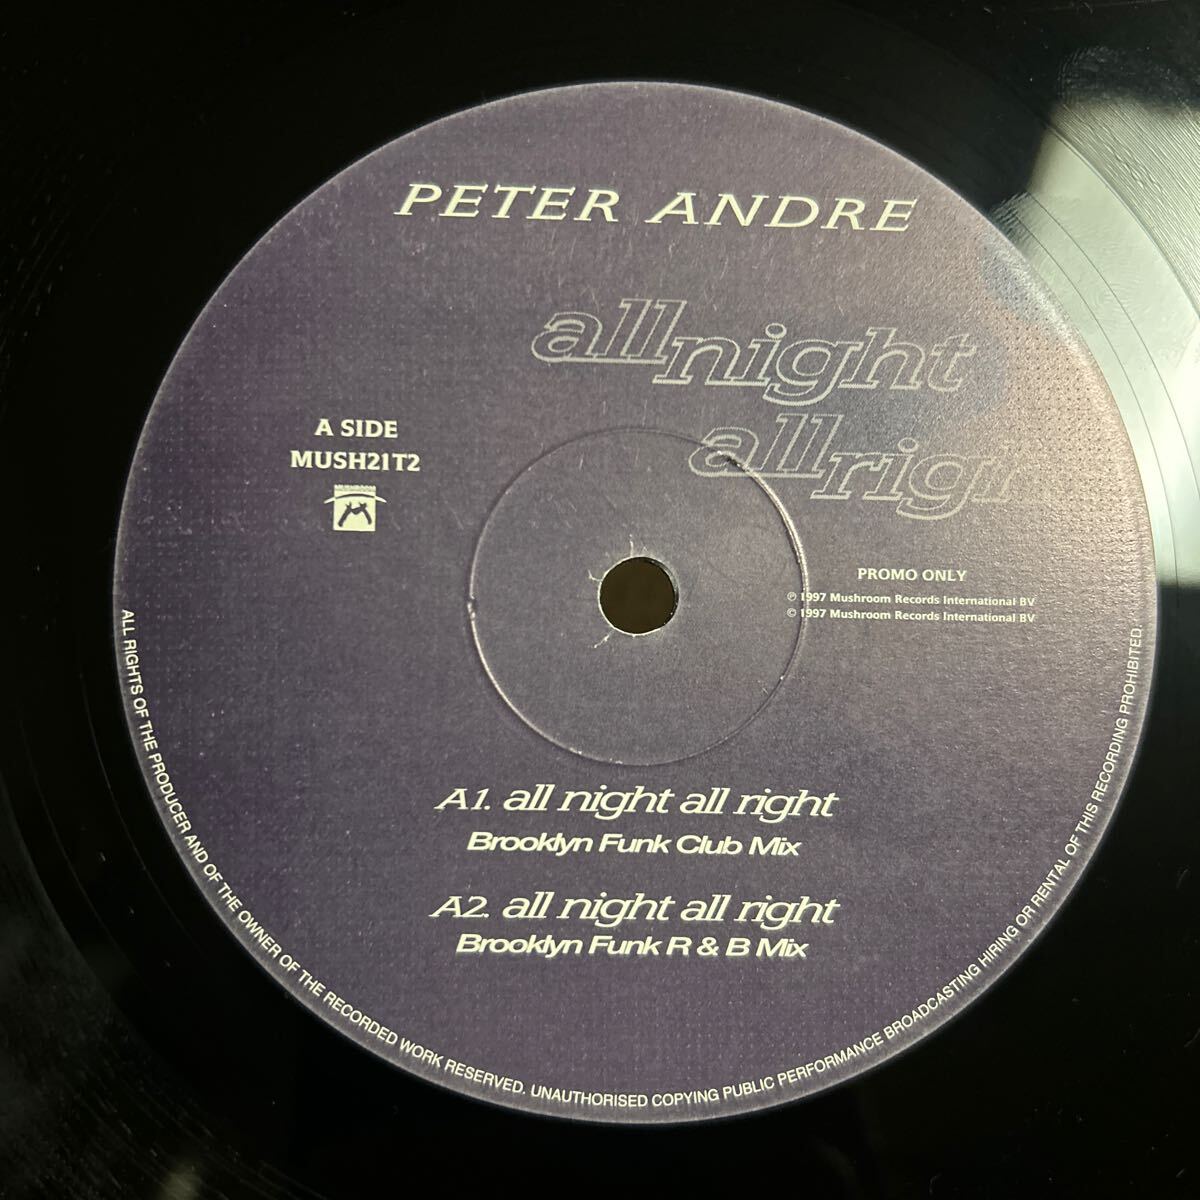 PETER ANDRE
all night
all righ
A SIDE
MUSH21T2
PROMO ONLY
℗ 1997 Mushroom Records International BV
© 1997 Mushroom Records International BV
A1. all night all right
Brooklyn Funk Club Mix
A2. all night all right
Brooklyn Funk R & B Mix
ALL RIGHTS OF THE PRODUCER AND OF THE OWNER OF THE RECORDED WORK RESERVED. UNAUTHORISED COPYING PUBLIC PERFORMANCE BROADCASTING HIRING OR RENTAL OF THIS RECORDING PROHIBITED.